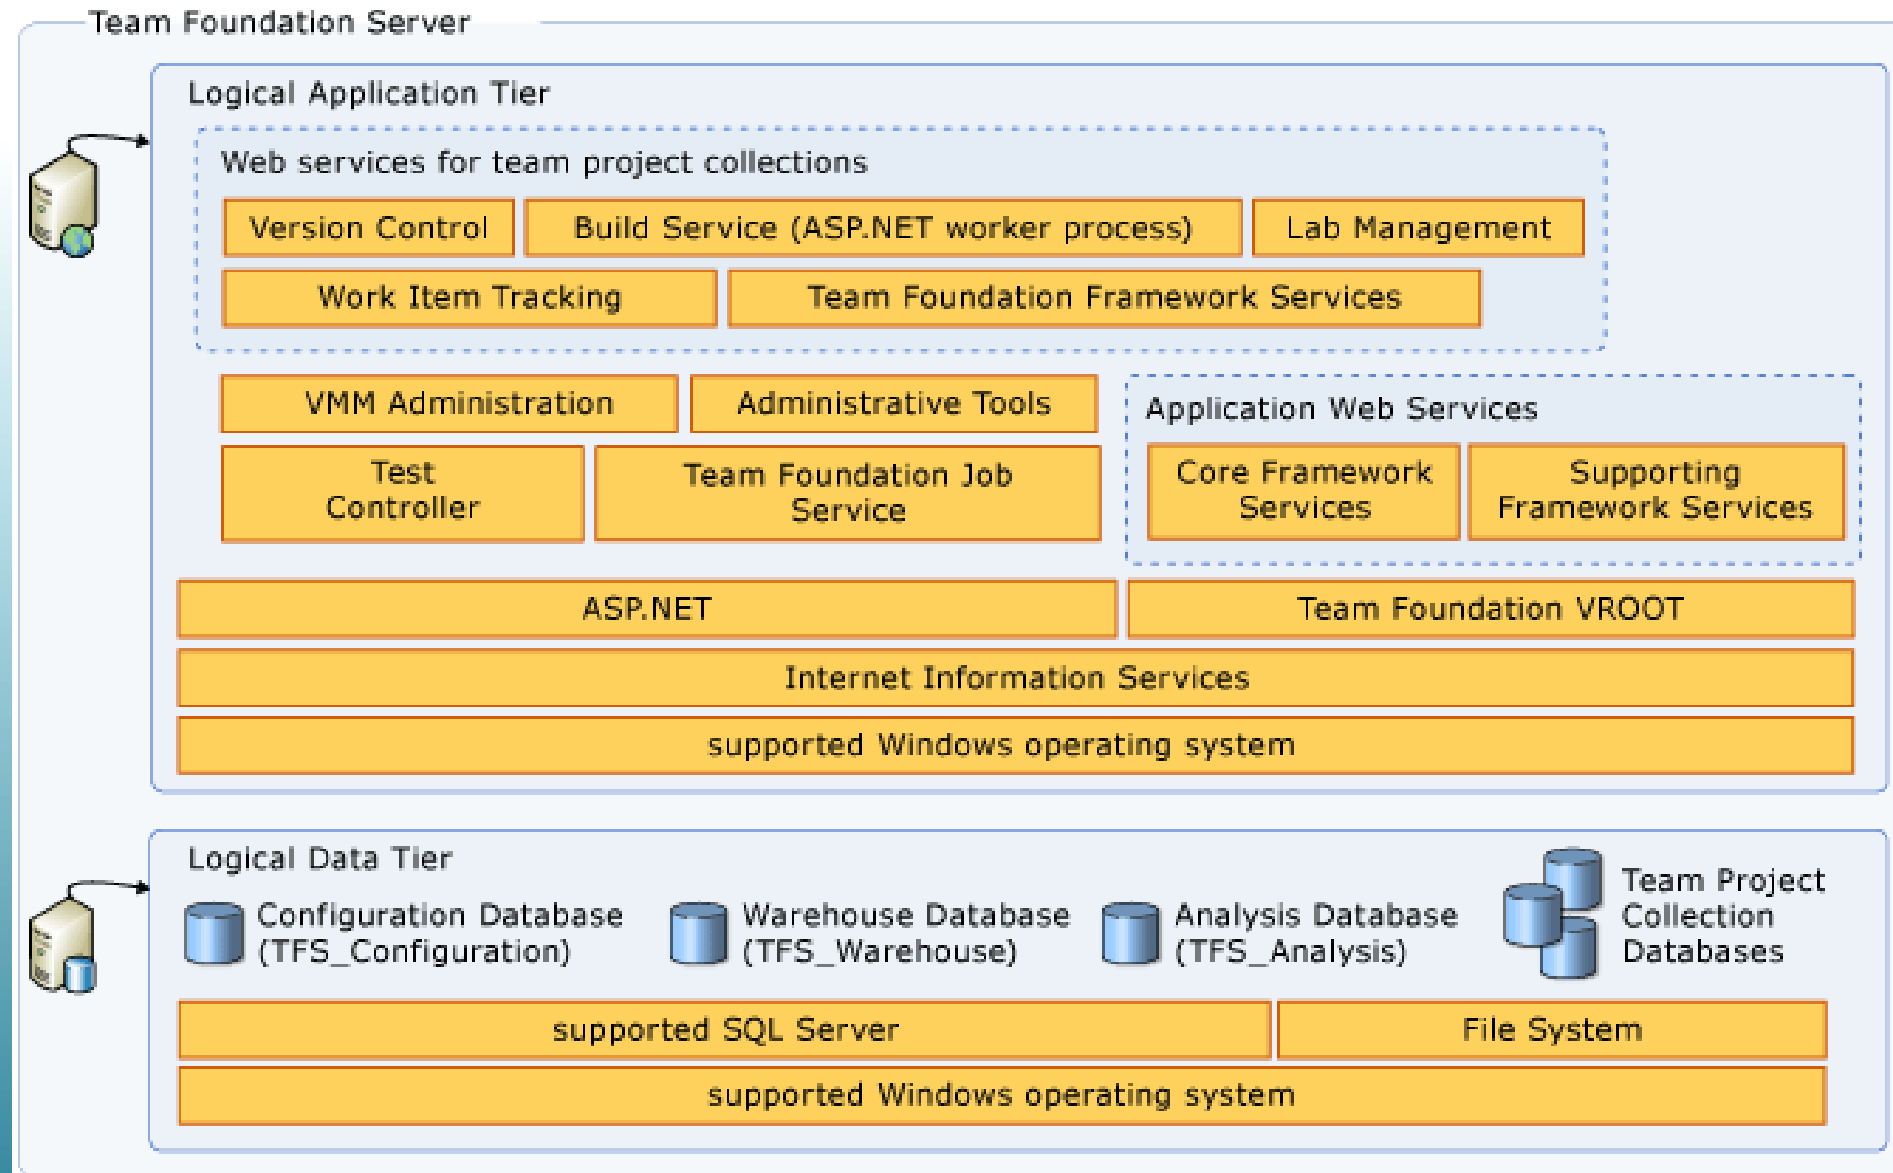 Team Foundation Server
Logical Application Tier
Web services for team project collections
Version Control
Build Service (ASP.NET worker process)
Lab Management
Work Item Tracking
Team Foundation Framework Services
VMM Administration
Administrative Tools
Test
Controller
Team Foundation Job
Service
Application Web Services
Core Framework
Services
Supporting
Framework Services
ASP.NET
Team Foundation VROOT
Internet Information Services
supported Windows operating system
Logical Data Tier
Configuration Database
(TFS_Configuration)
Warehouse Database
(TFS_Warehouse)
Analysis Database
(TFS_Analysis)
Team Project
Collection
Databases
supported SQL Server
File System
supported Windows operating system